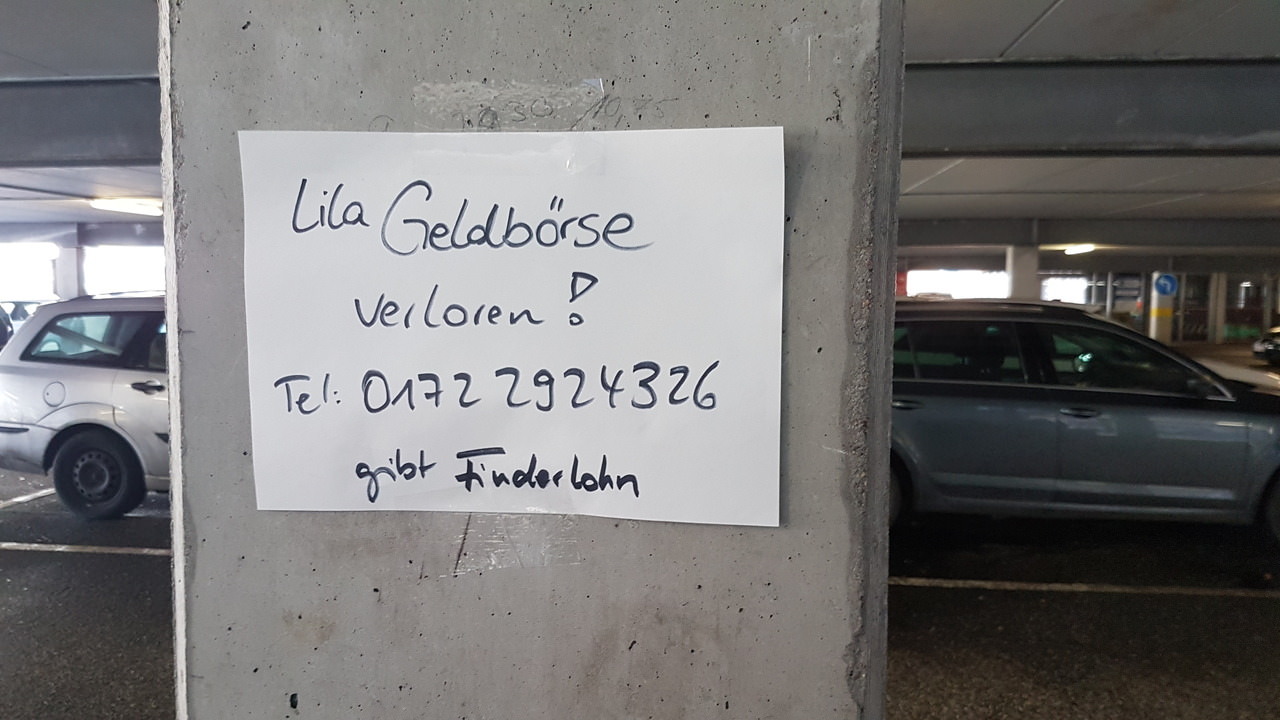 Lila Geldbörse
verloren!
Tel: 0172 2924326
gibt Finderlohn